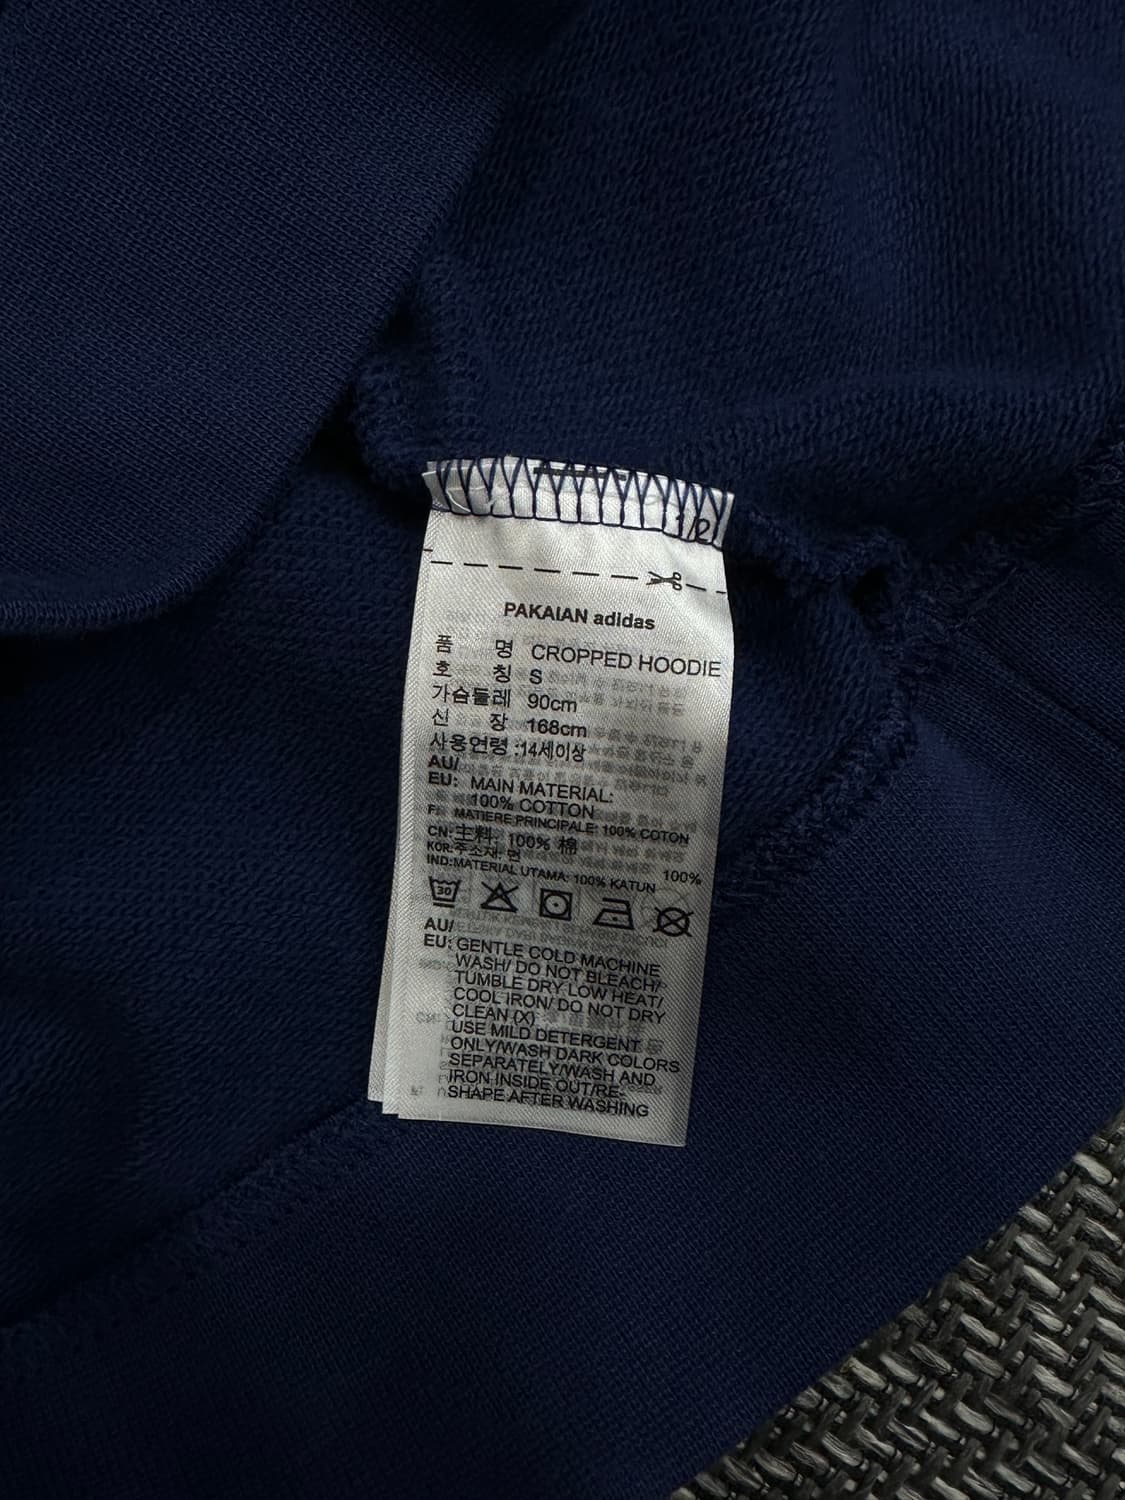 1/2
PAKAIAN adidas
품 명 CROPPED HOODIE
호 칭 S
가슴둘레 90cm
신 장 168cm
사용연령 :14세이상
AU/
EU: MAIN MATERIAL:
100% COTTON
F: MATIERE PRINCIPALE: 100% COTON
CN: 主料: 100% 棉
KOR: 주소재: 면 100%
IND: MATERIAL UTAMA: 100% KATUN
30
AU/
EU: GENTLE COLD MACHINE
WASH/ DO NOT BLEACH/
TUMBLE DRY LOW HEAT/
COOL IRON/ DO NOT DRY
CLEAN (X)
USE MILD DETERGENT
ONLY/WASH DARK COLORS
SEPARATELY/WASH AND
IRON INSIDE OUT/RE-
SHAPE AFTER WASHING